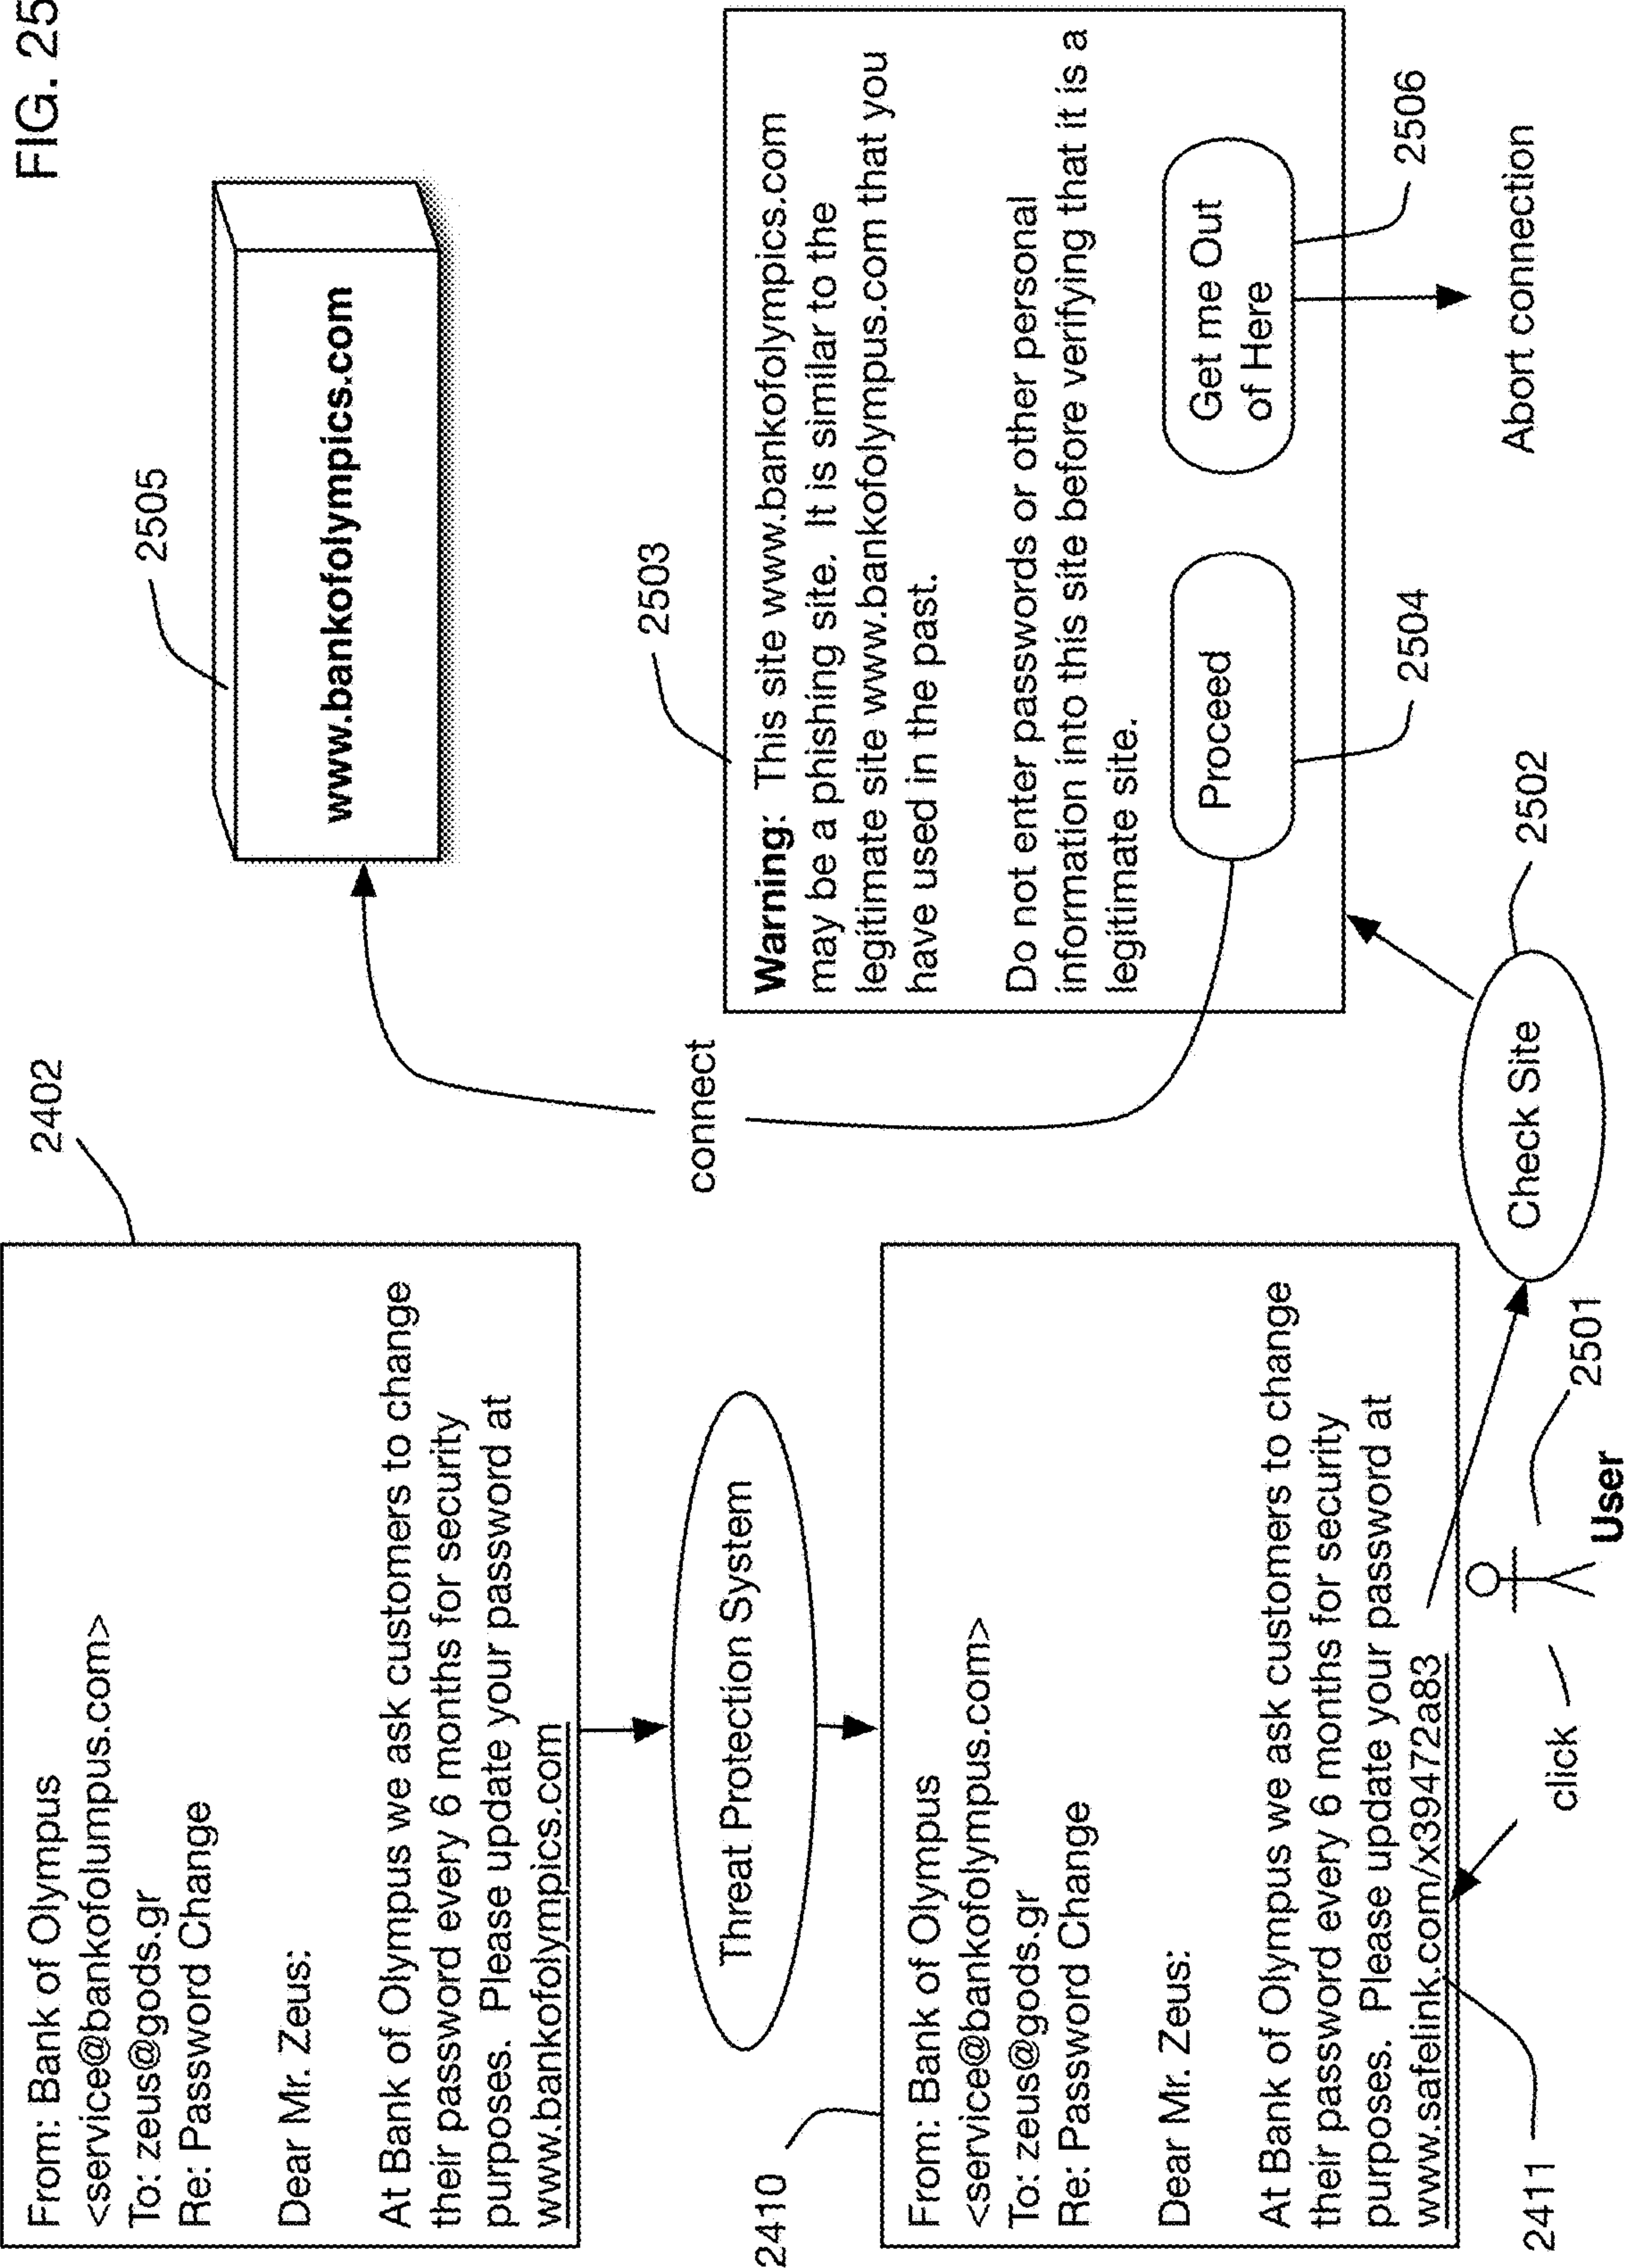 FIG. 25
2402
From: Bank of Olympus
<service@bankofolumpus.com>
To: zeus@gods.gr
Re: Password Change
Dear Mr. Zeus:
At Bank of Olympus we ask customers to change
their password every 6 months for security
purposes.  Please update your password at
www.bankofolympics.com
Threat Protection System
2410
From: Bank of Olympus
<service@bankofolympus.com>
To: zeus@gods.gr
Re: Password Change
Dear Mr. Zeus:
At Bank of Olympus we ask customers to change
their password every 6 months for security
purposes.  Please update your password at
www.safelink.com/x39472a83
2411
click
User
2501
Check Site
2502
connect
2505
www.bankofolympics.com
2503
Warning:  This site www.bankofolympics.com
may be a phishing site.  It is similar to the
legitimate site www.bankofolympus.com that you
have used in the past.
Do not enter passwords or other personal
information into this site before verifying that it is a
legitimate site.
Proceed
Get me Out
of Here
2504
2506
Abort connection